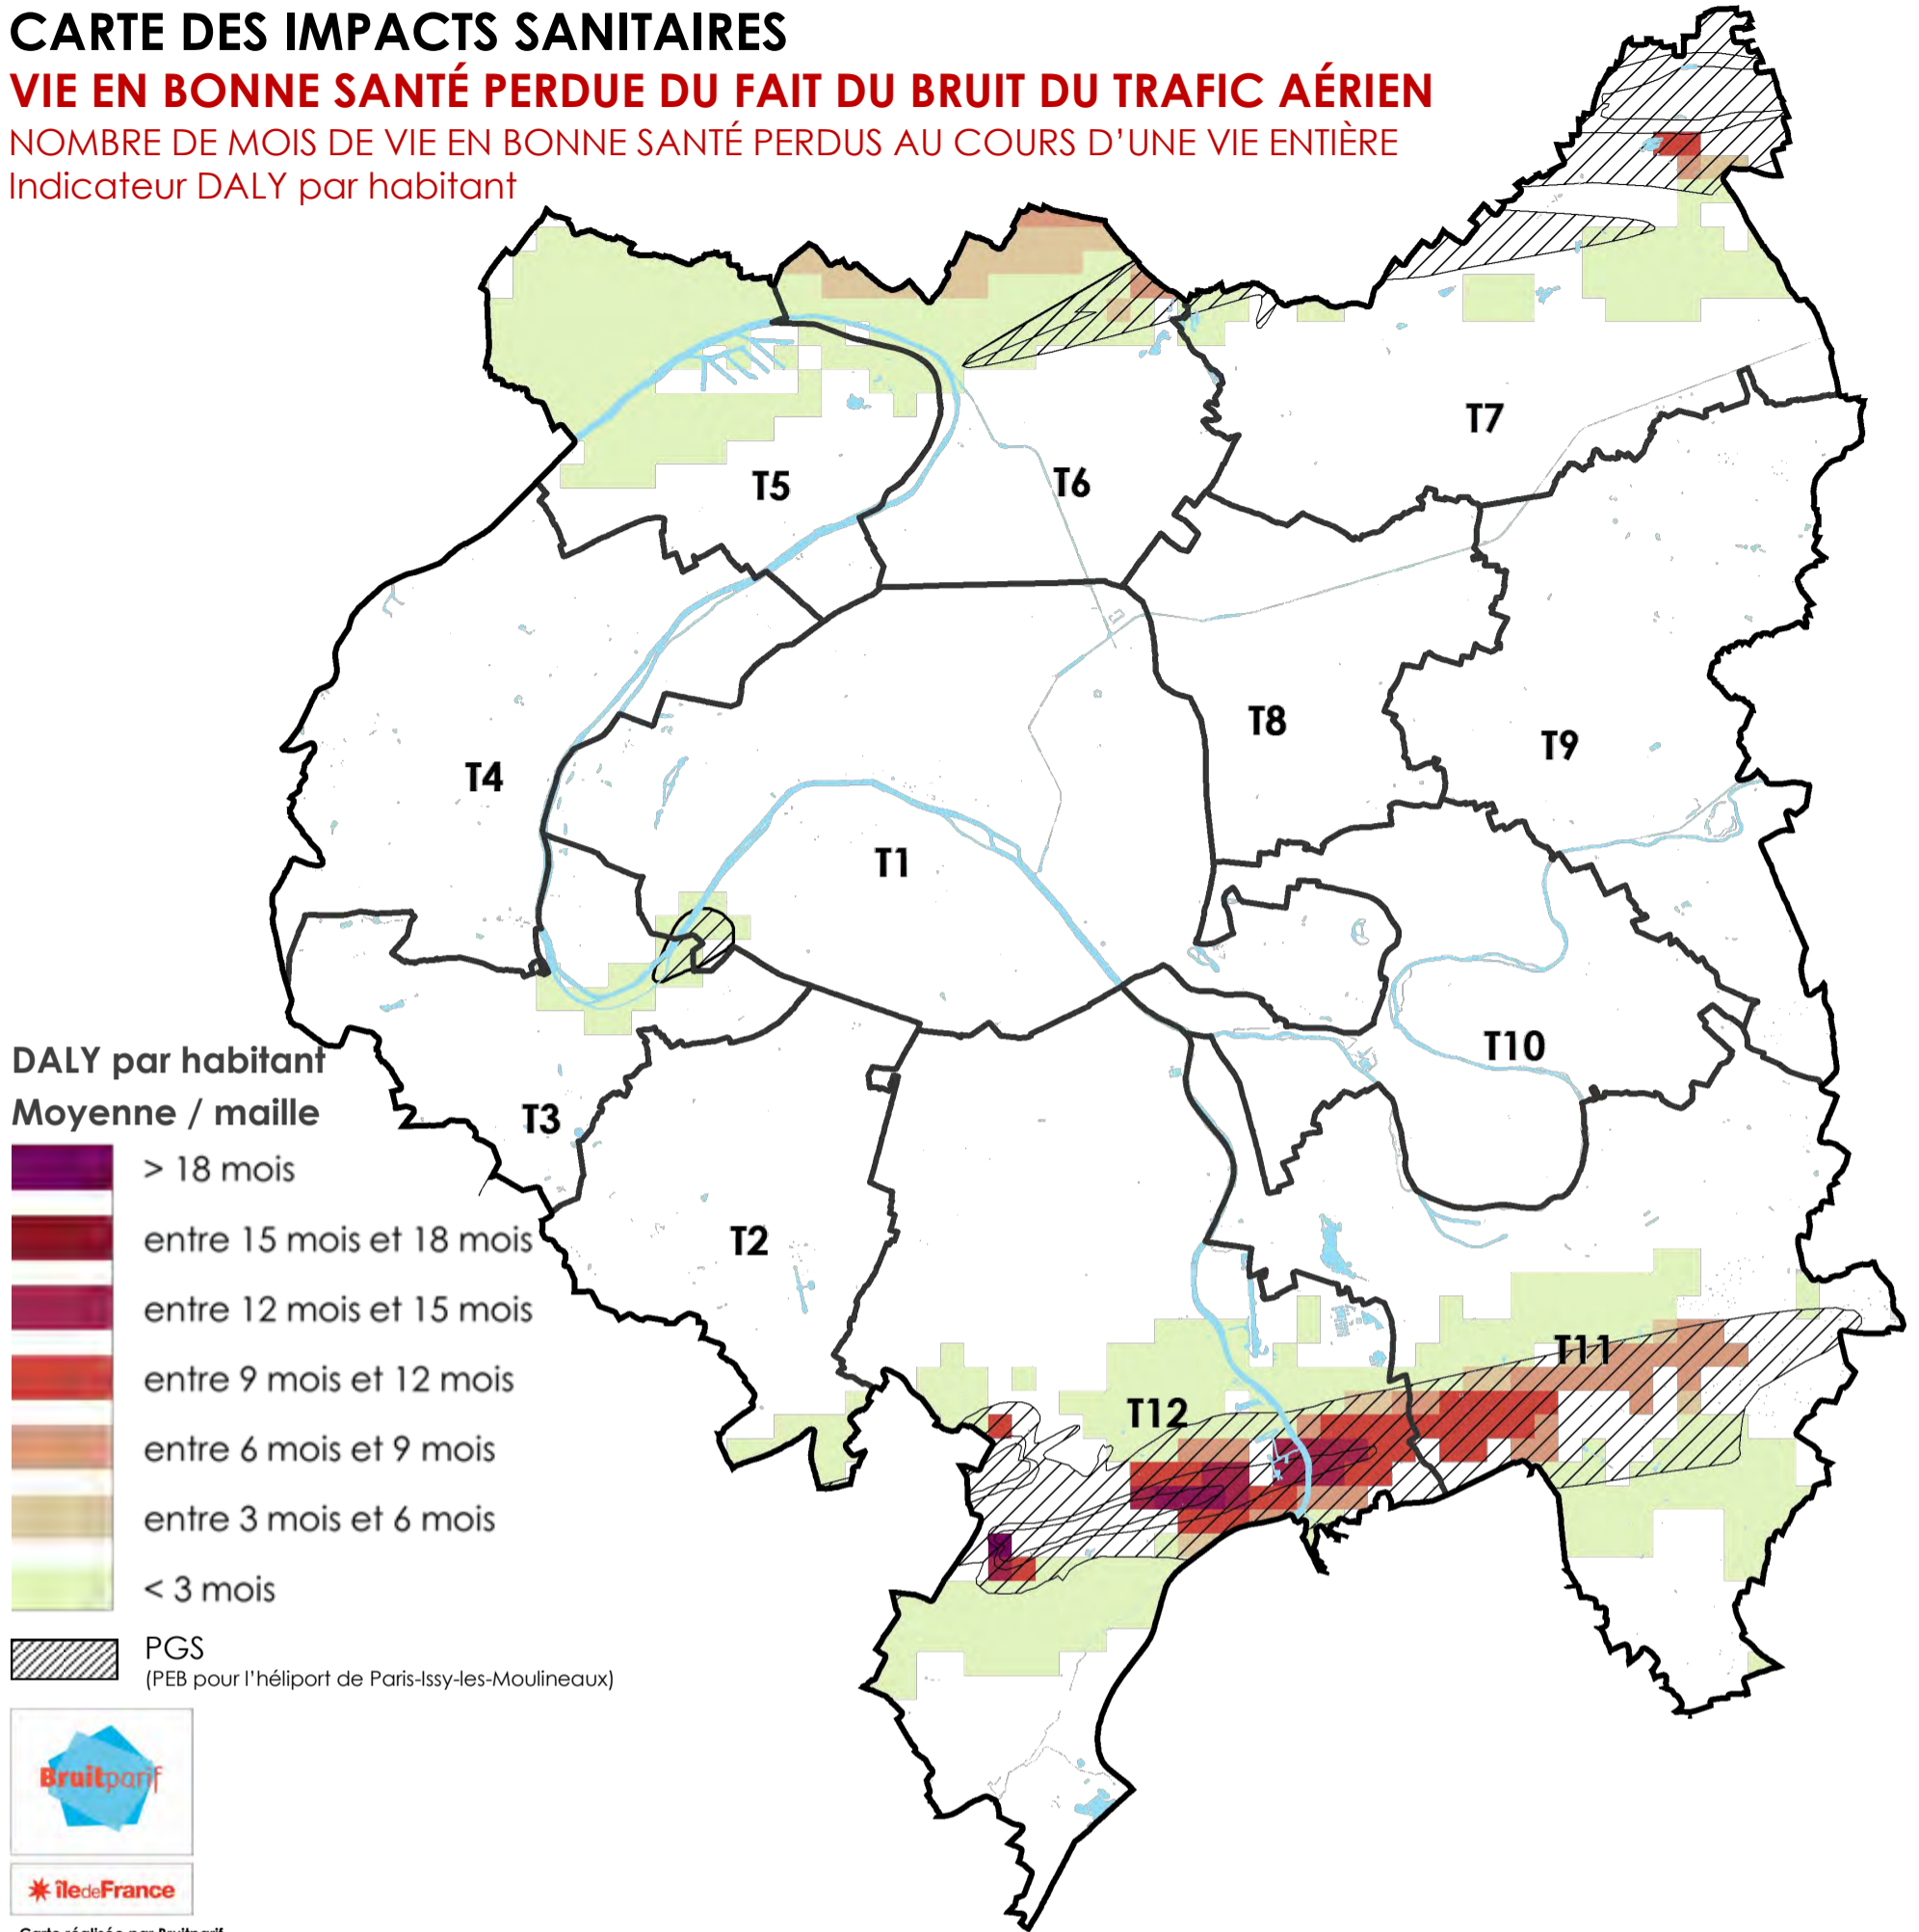 CARTE DES IMPACTS SANITAIRES
VIE EN BONNE SANTÉ PERDUE DU FAIT DU BRUIT DU TRAFIC AÉRIEN
NOMBRE DE MOIS DE VIE EN BONNE SANTÉ PERDUS AU COURS D'UNE VIE ENTIÈRE
Indicateur DALY par habitant
T7
T5
T6
T8
T9
T4
T1
T10
T3
T2
T11
T12
DALY par habitant
Moyenne / maille
> 18 mois
entre 15 mois et 18 mois
entre 12 mois et 15 mois
entre 9 mois et 12 mois
entre 6 mois et 9 mois
entre 3 mois et 6 mois
< 3 mois
PGS
(PEB pour l'héliport de Paris-Issy-les-Moulineaux)
Bruitparif
îledeFrance
Carte réalisée par Bruitparif